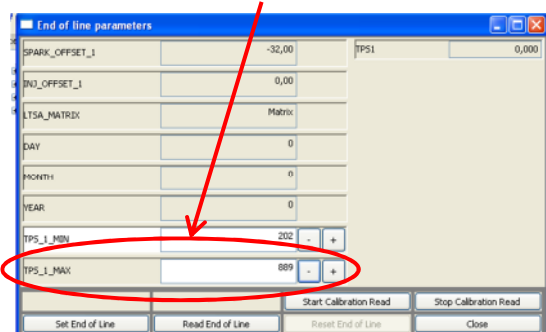 End of line parameters
SPARK_OFFSET_1 -32,00 TPS1 0,000
INJ_OFFSET_1 0,00
LTSA_MATRIX Matrix
DAY 0
MONTH 0
YEAR 0
TPS_1_MIN 202 - +
TPS_1_MAX 889 - +
Start Calibration Read Stop Calibration Read
Set End of Line Read End of Line Reset End of Line Close